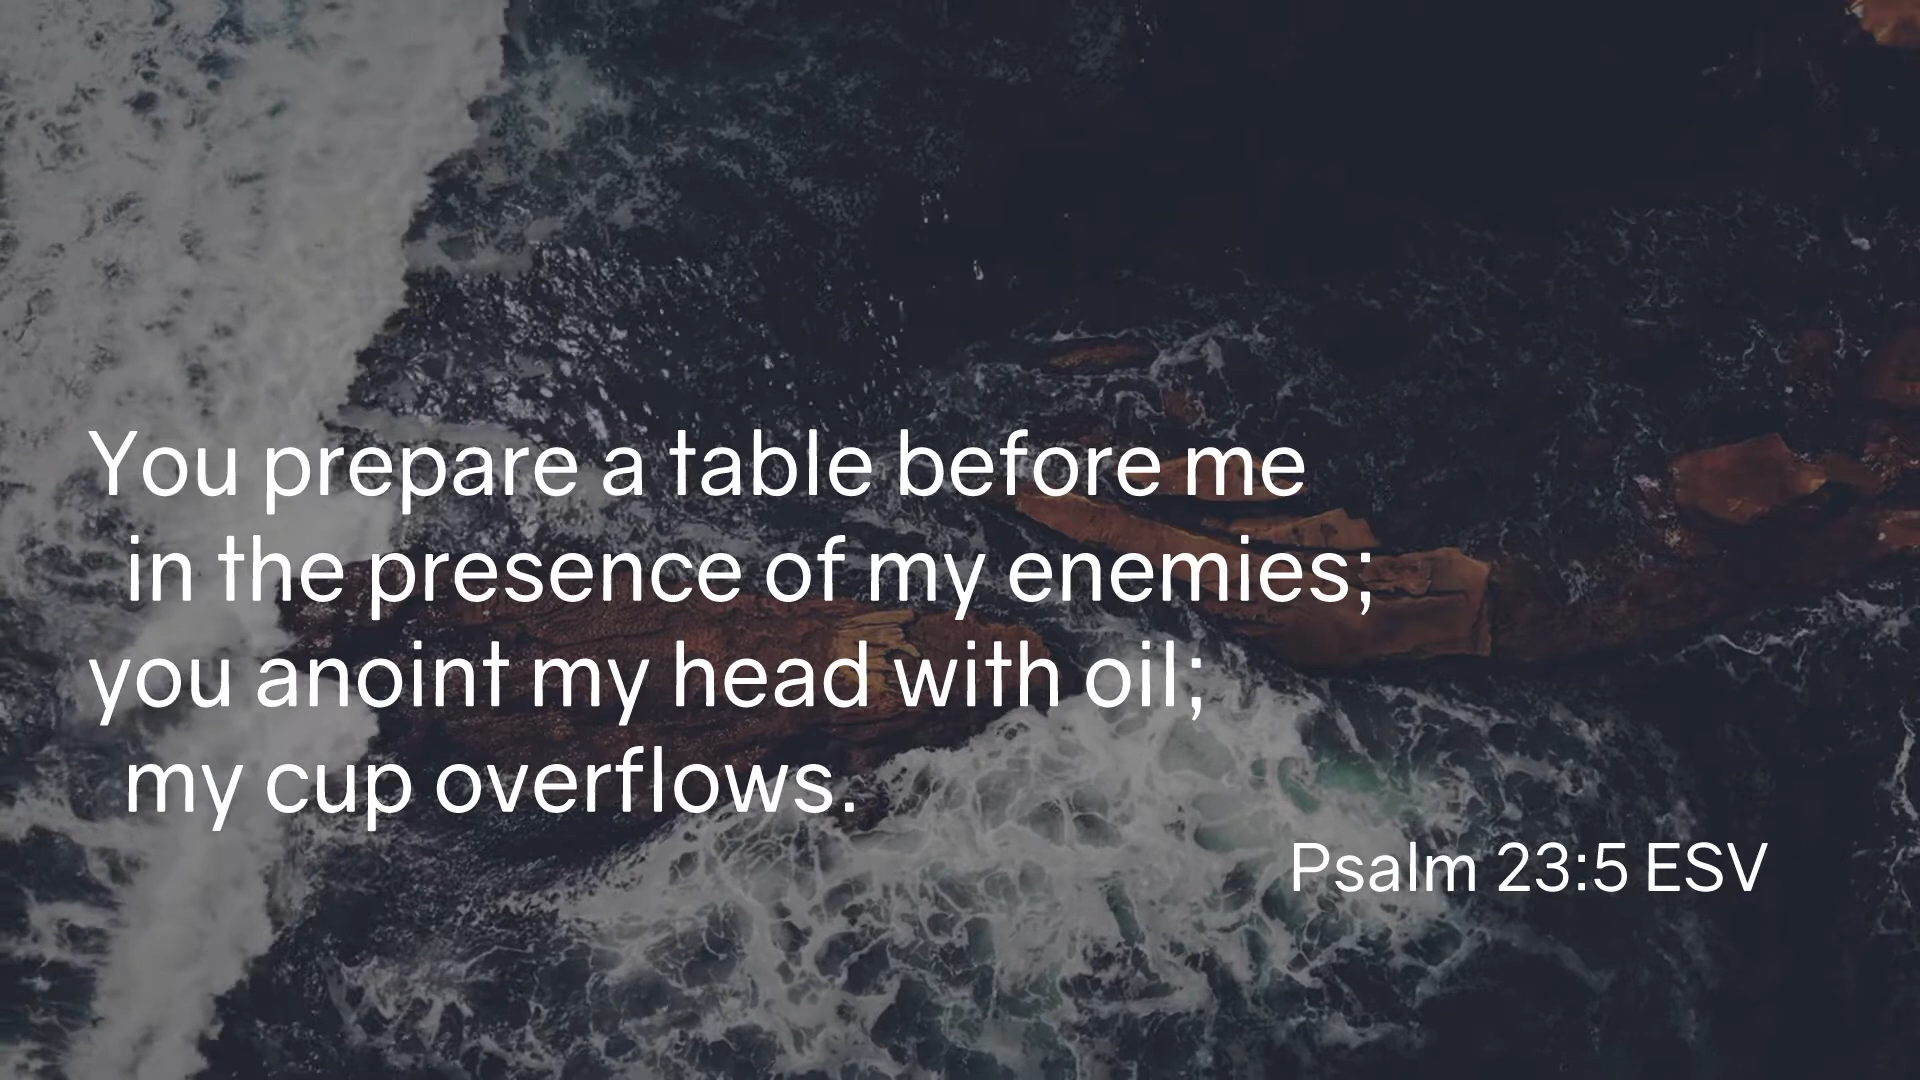 You prepare a table before me
in the presence of my enemies;
you anoint my head with oil;
my cup overflows.
Psalm 23:5 ESV